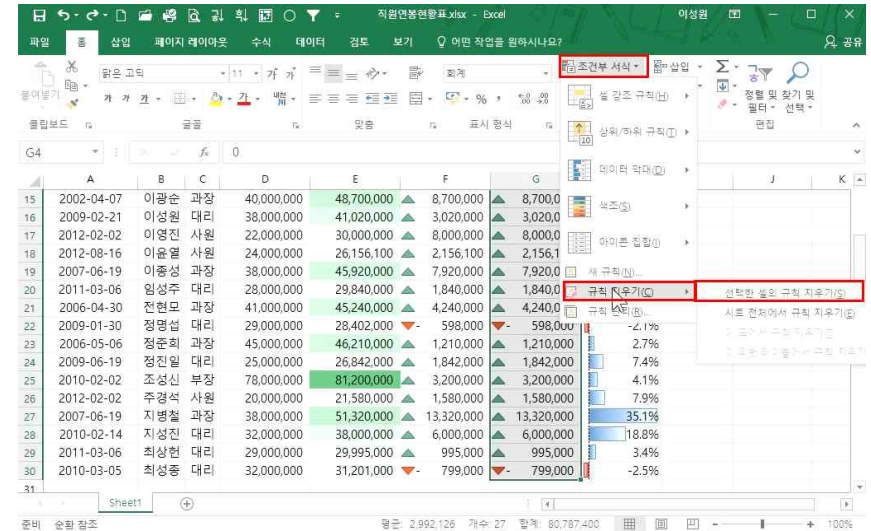 직원연봉현황표.xlsx - Excel
이성원
파일 홈 삽입 페이지 레이아웃 수식 데이터 검토 보기 어떤 작업을 원하시나요? 공유
붙여넣기
맑은 고딕 11
가 가
가 가 가 가 내천
회계
% ,
조건부 서식
삽입
정렬 및 찾기 및
필터 선택
클립보드 글꼴 맞춤 표시 형식 편집
G4 fx 0
A B C D E F G J K
15 2002-04-07 이광순 과장 40,000,000 48,700,000 8,700,000 8,700,0
16 2009-02-21 이성원 대리 38,000,000 41,020,000 3,020,000 3,020,0
17 2012-02-02 이영진 사원 22,000,000 30,000,000 8,000,000 8,000,0
18 2012-08-16 이윤열 사원 24,000,000 26,156,100 2,156,100 2,156,1
19 2007-06-19 이종성 과장 38,000,000 45,920,000 7,920,000 7,920,0
20 2011-03-06 임성주 대리 28,000,000 29,840,000 1,840,000 1,840,0
21 2006-04-30 전현모 과장 41,000,000 45,240,000 4,240,000 4,240,0
22 2009-01-30 정명섭 대리 29,000,000 28,402,000 - 598,000 - 598,000 -2.1%
23 2006-05-06 정준희 과장 45,000,000 46,210,000 1,210,000 1,210,000 2.7%
24 2009-06-19 정진일 대리 25,000,000 26,842,000 1,842,000 1,842,000 7.4%
25 2010-02-02 조성신 부장 78,000,000 81,200,000 3,200,000 3,200,000 4.1%
26 2012-02-02 주경석 사원 20,000,000 21,580,000 1,580,000 1,580,000 7.9%
27 2007-06-19 지병철 과장 38,000,000 51,320,000 13,320,000 13,320,000 35.1%
28 2010-02-14 지성진 대리 32,000,000 38,000,000 6,000,000 6,000,000 18.8%
29 2011-03-06 최상헌 대리 29,000,000 29,995,000 995,000 995,000 3.4%
30 2010-03-05 최성종 대리 32,000,000 31,201,000 - 799,000 - 799,000 -2.5%
31
셀 강조 규칙(H)
상위/하위 규칙(T)
데이터 막대(D)
색조(S)
아이콘 집합(I)
새 규칙(N)...
규칙 지우기(C)
규칙 관리(R)...
선택한 셀의 규칙 지우기(S)
시트 전체에서 규칙 지우기(E)
Sheet1
준비 순환 참조 평균: 2,992,126 개수: 27 합계: 80,787,400 100%